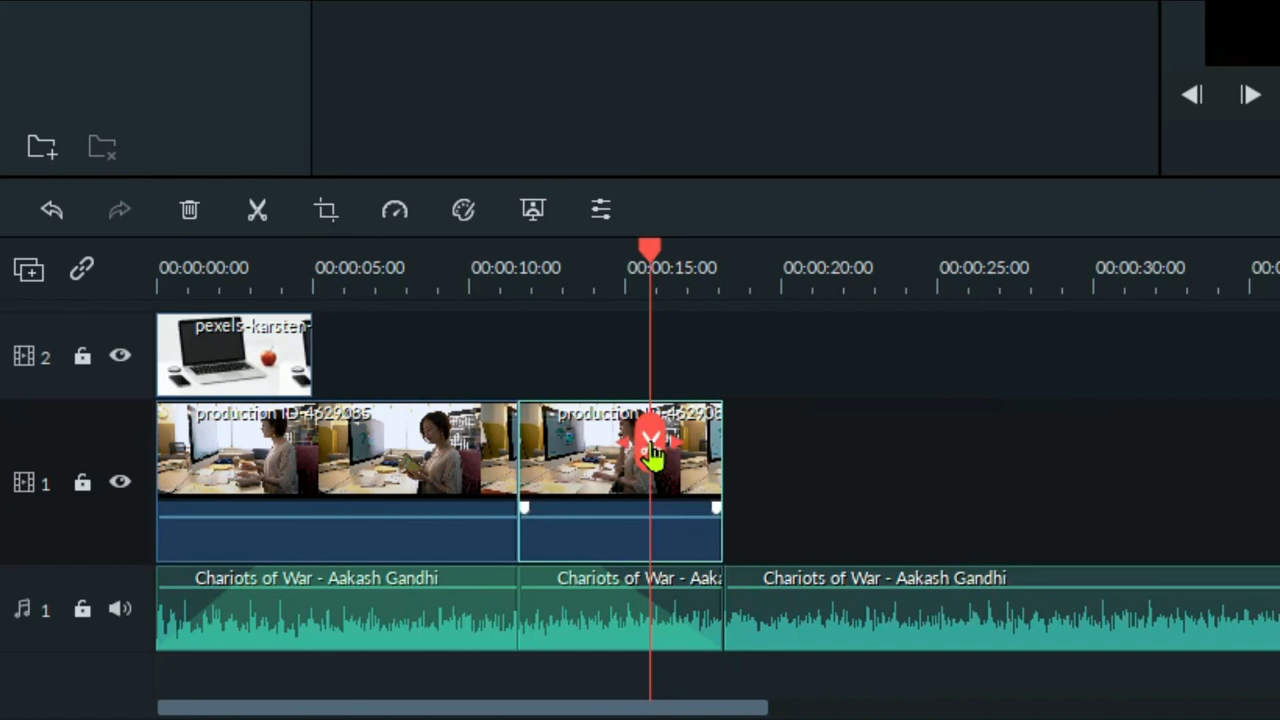 00:00:00:00 00:00:05:00 00:00:10:00 00:00:15:00 00:00:20:00 00:00:25:00 00:00:30:00 00:0
2 pexels-karsten-
production ID-4629085 production ID-462908
1
Chariots of War - Aakash Gandhi Chariots of War - Aaka Chariots of War - Aakash Gandhi
1